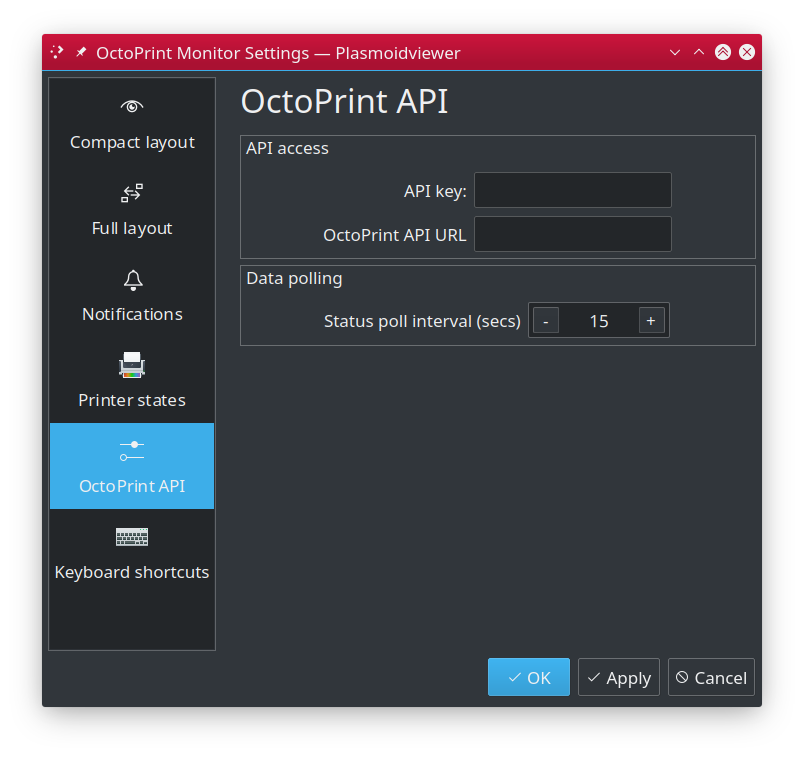 OctoPrint Monitor Settings — Plasmoidviewer
Compact layout
Full layout
Notifications
Printer states
OctoPrint API
Keyboard shortcuts
OctoPrint API
API access
API key:
OctoPrint API URL
Data polling
Status poll interval (secs) - 15 +
OK Apply Cancel